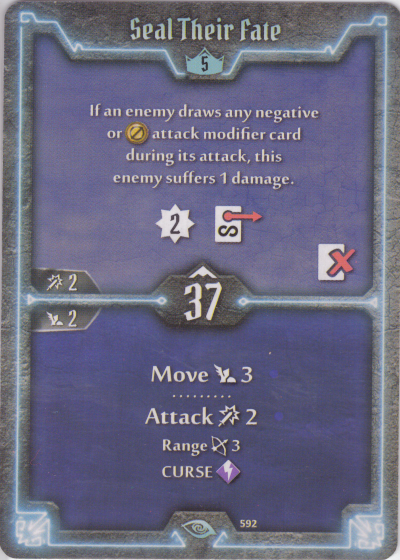 Seal Their Fate
5
If an enemy draws any negative
or attack modifier card
during its attack, this
enemy suffers 1 damage.
2
2
37
2
Move 3
Attack 2
Range 3
CURSE
592